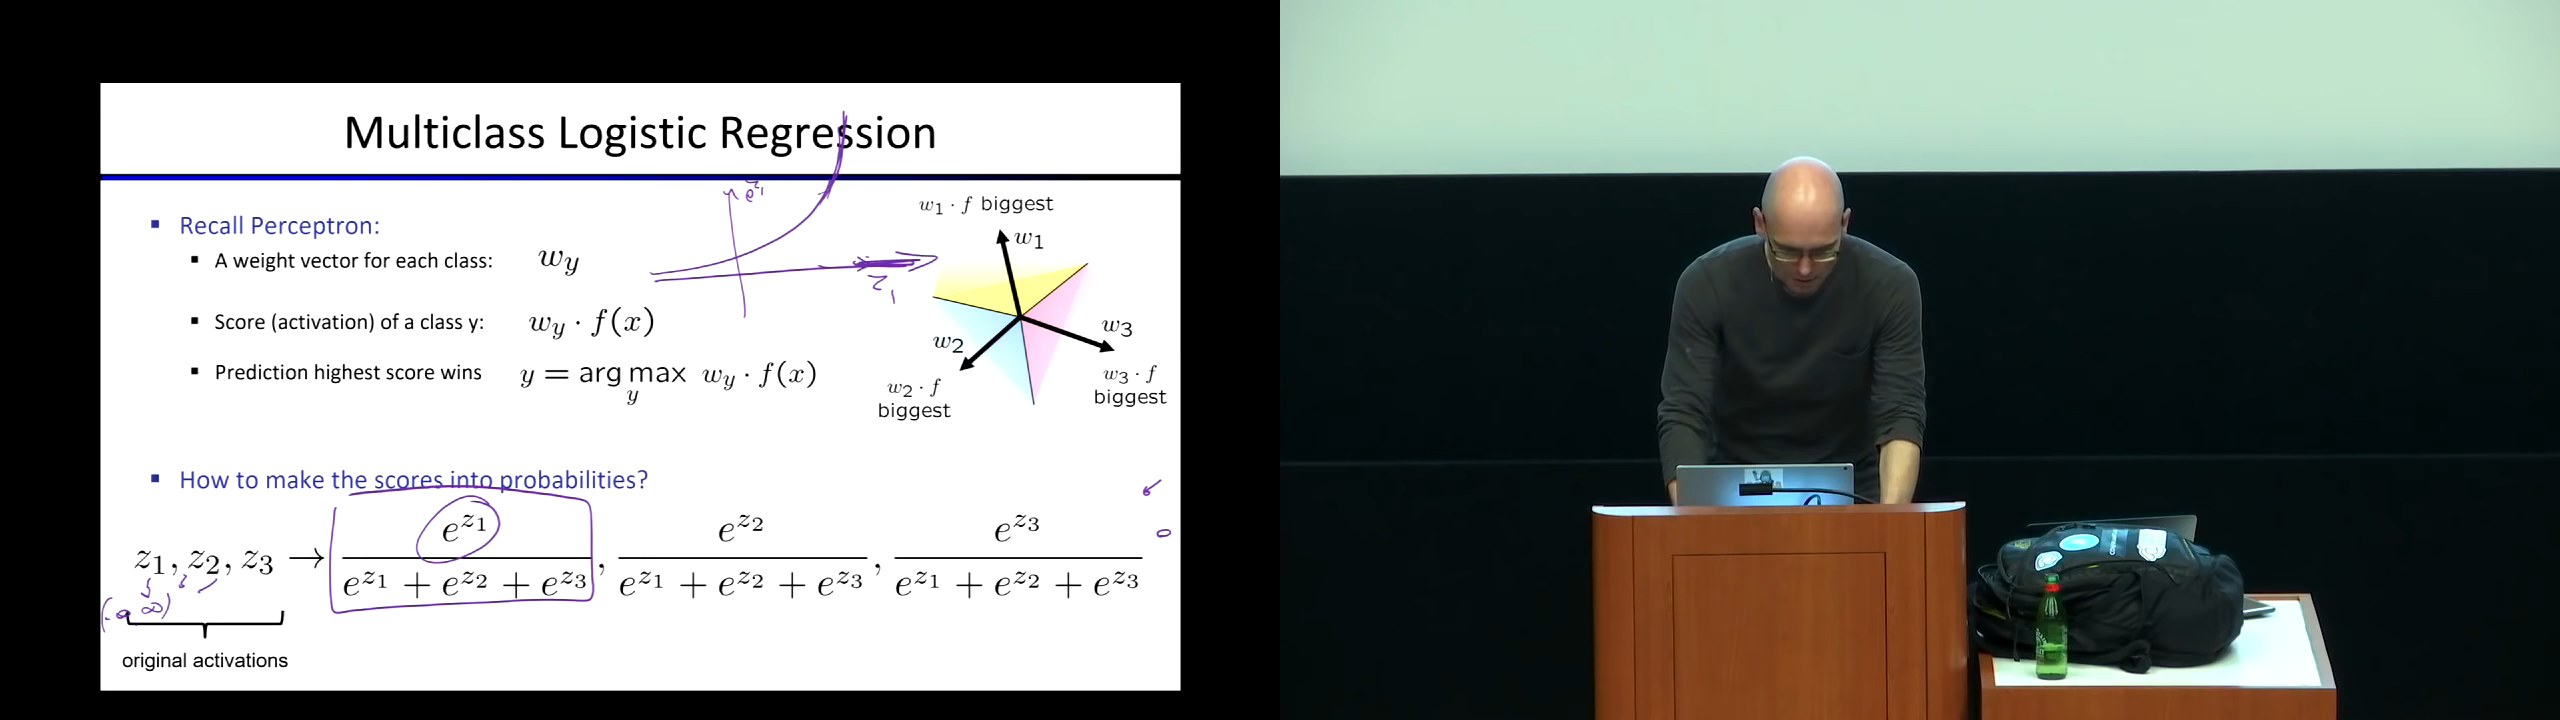 Multiclass Logistic Regression
▪ Recall Perceptron:
▪ A weight vector for each class: w_y
▪ Score (activation) of a class y: w_y · f(x)
▪ Prediction highest score wins y = arg max_y w_y · f(x)
e^{z_1}
z_1
w_1 · f biggest
w_1
w_2
w_3
w_2 · f
biggest
w_3 · f
biggest
▪ How to make the scores into probabilities?
z_1, z_2, z_3 → e^{z_1} / (e^{z_1} + e^{z_2} + e^{z_3}), e^{z_2} / (e^{z_1} + e^{z_2} + e^{z_3}), e^{z_3} / (e^{z_1} + e^{z_2} + e^{z_3})
original activations